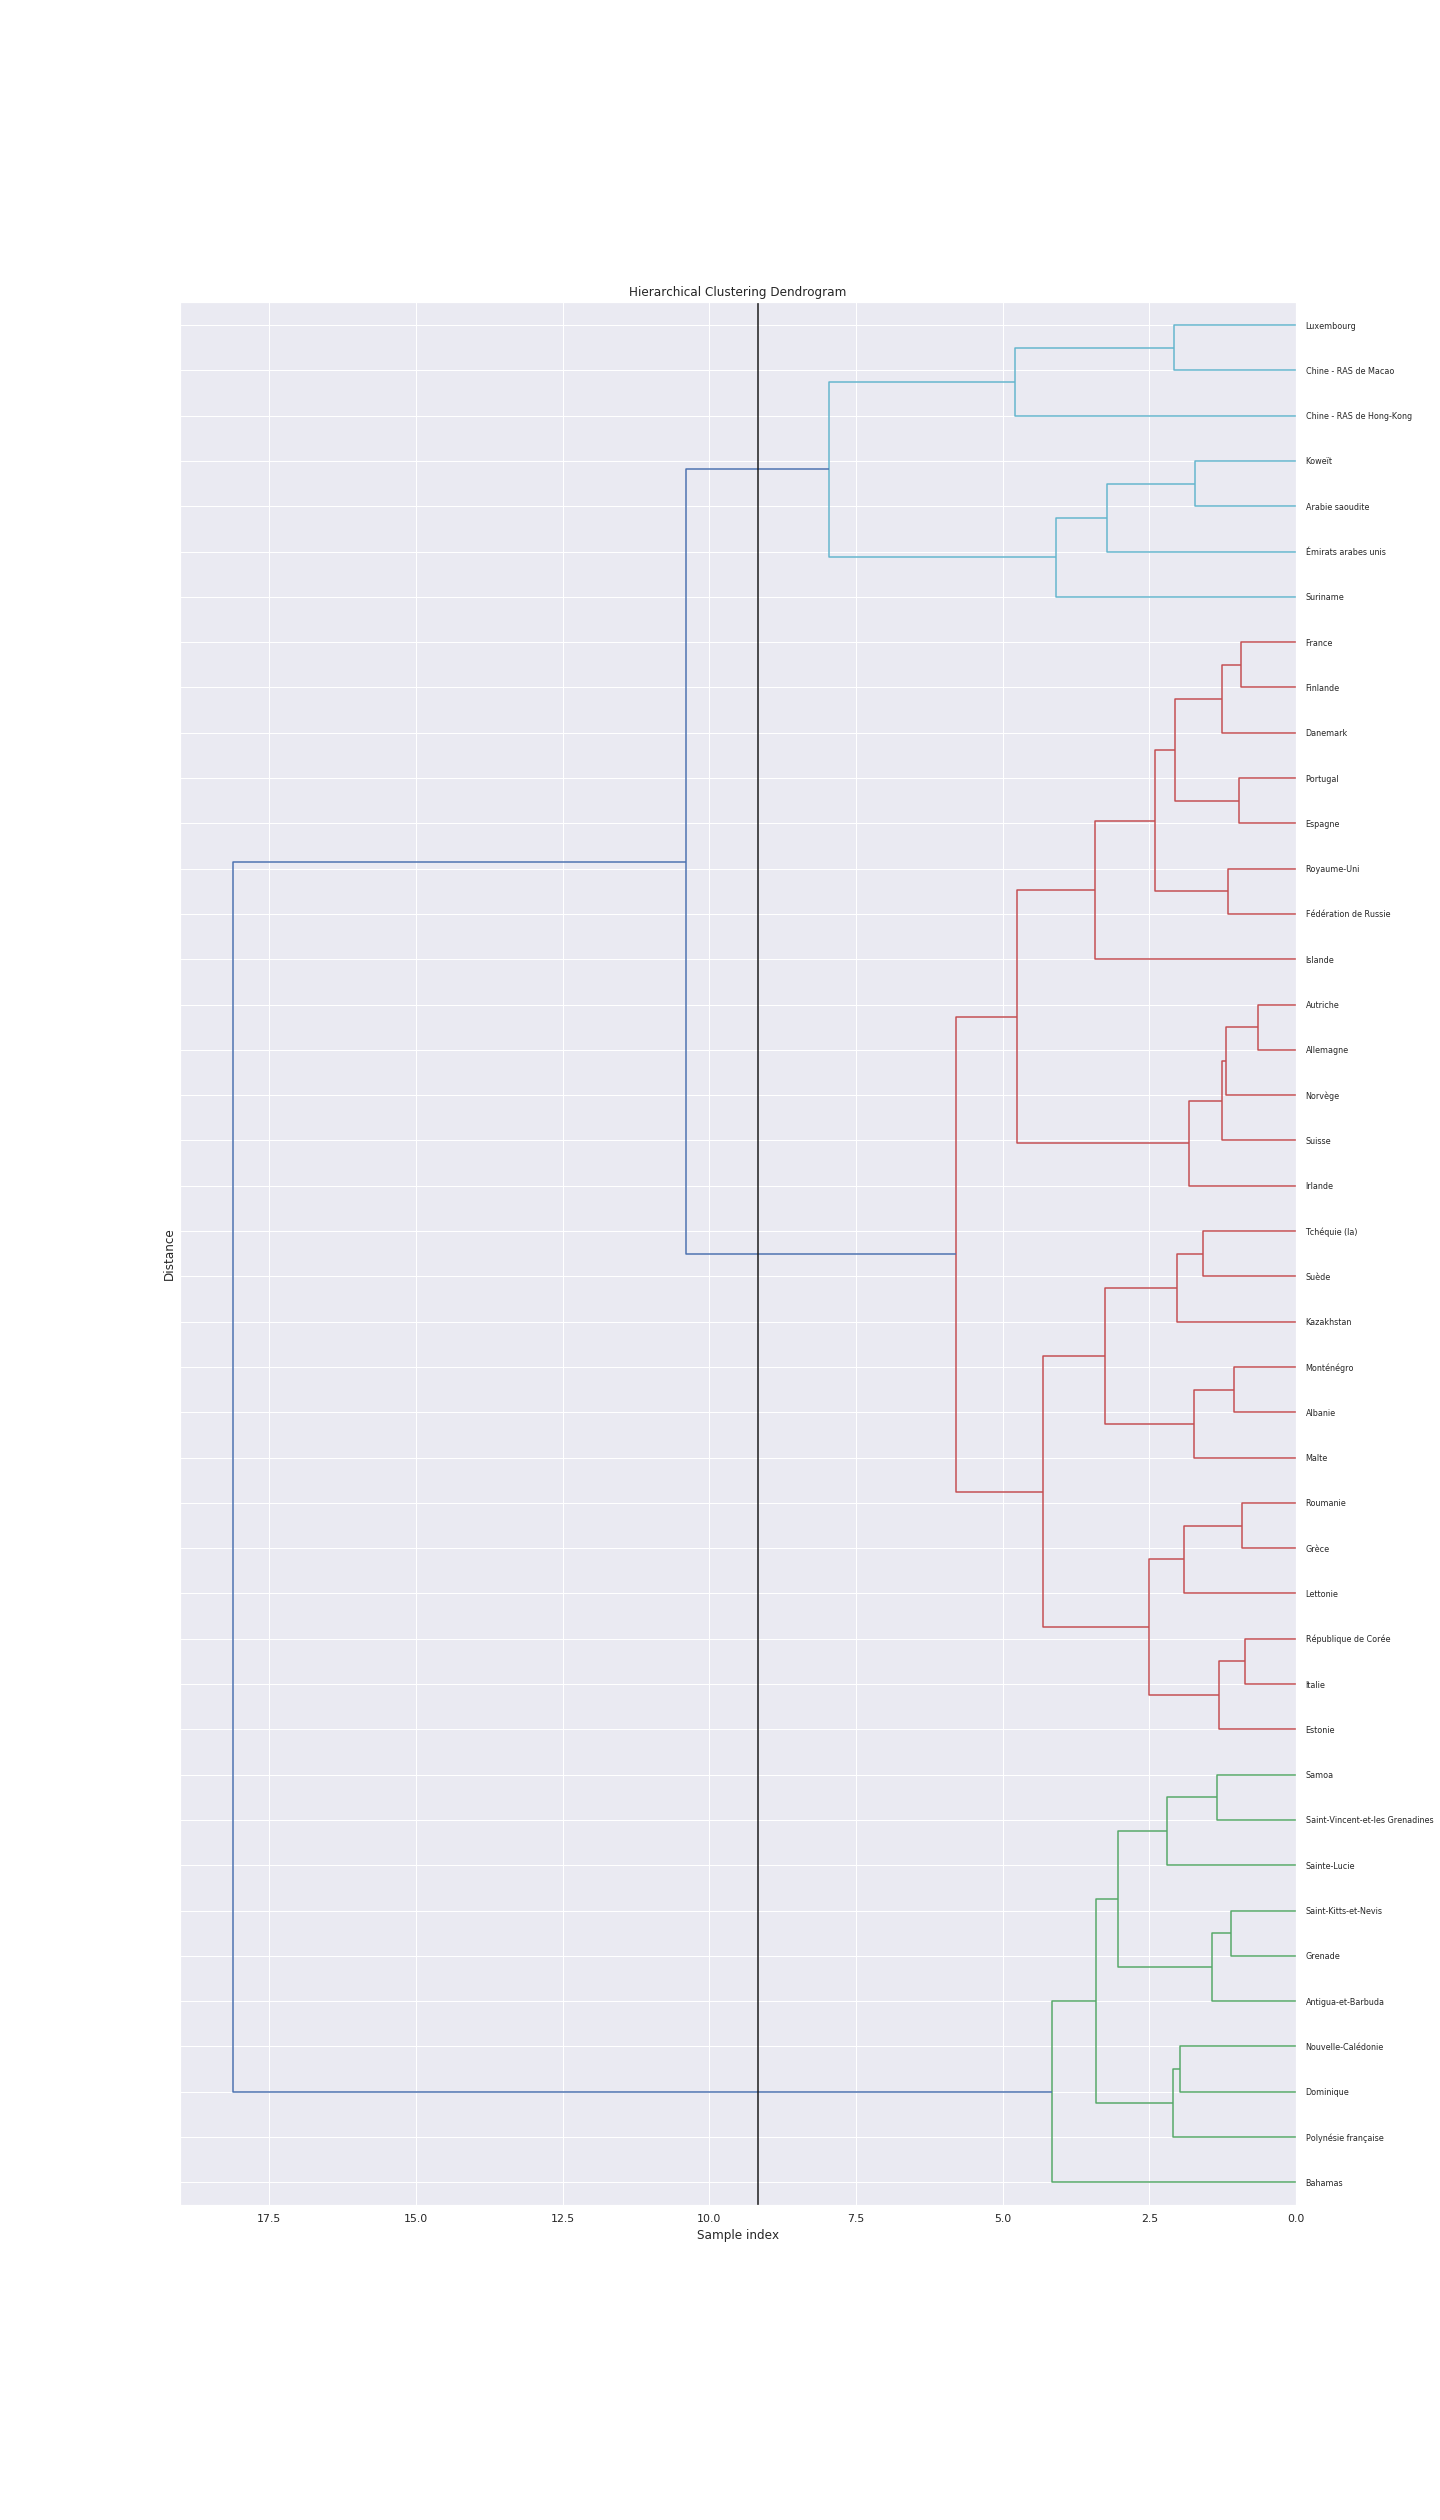 Hierarchical Clustering Dendrogram
Luxembourg
Chine - RAS de Macao
Chine - RAS de Hong-Kong
Koweït
Arabie saoudite
Émirats arabes unis
Suriname
France
Finlande
Danemark
Portugal
Espagne
Royaume-Uni
Fédération de Russie
Islande
Autriche
Allemagne
Norvège
Suisse
Irlande
Tchéquie (la)
Distance
Suède
Kazakhstan
Monténégro
Albanie
Malte
Roumanie
Grèce
Lettonie
République de Corée
Italie
Estonie
Samoa
Saint-Vincent-et-les Grenadines
Sainte-Lucie
Saint-Kitts-et-Nevis
Grenade
Antigua-et-Barbuda
Nouvelle-Calédonie
Dominique
Polynésie française
Bahamas
17.5 15.0 12.5 10.0 7.5 5.0 2.5 0.0
Sample index